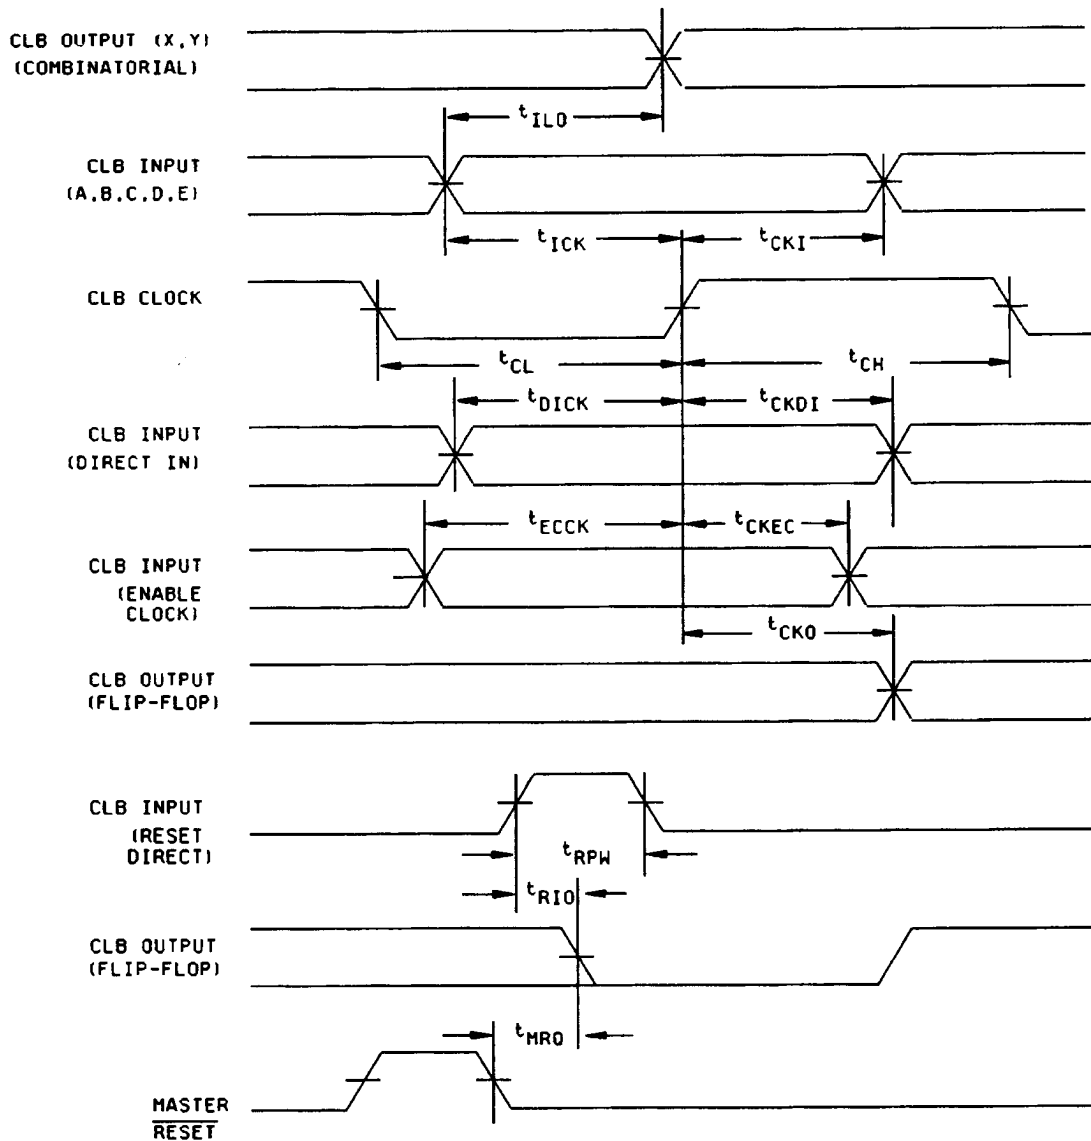 CLB OUTPUT (X,Y)
(COMBINATORIAL)
tILO
CLB INPUT
(A,B,C,D,E)
tICK
tCKI
CLB CLOCK
tCL
tCH
tDICK
tCKDI
CLB INPUT
(DIRECT IN)
tECCK
tCKEC
CLB INPUT
(ENABLE
CLOCK)
tCKO
CLB OUTPUT
(FLIP-FLOP)
CLB INPUT
(RESET
DIRECT)
tRPW
tRIO
CLB OUTPUT
(FLIP-FLOP)
tMRQ
MASTER
RESET